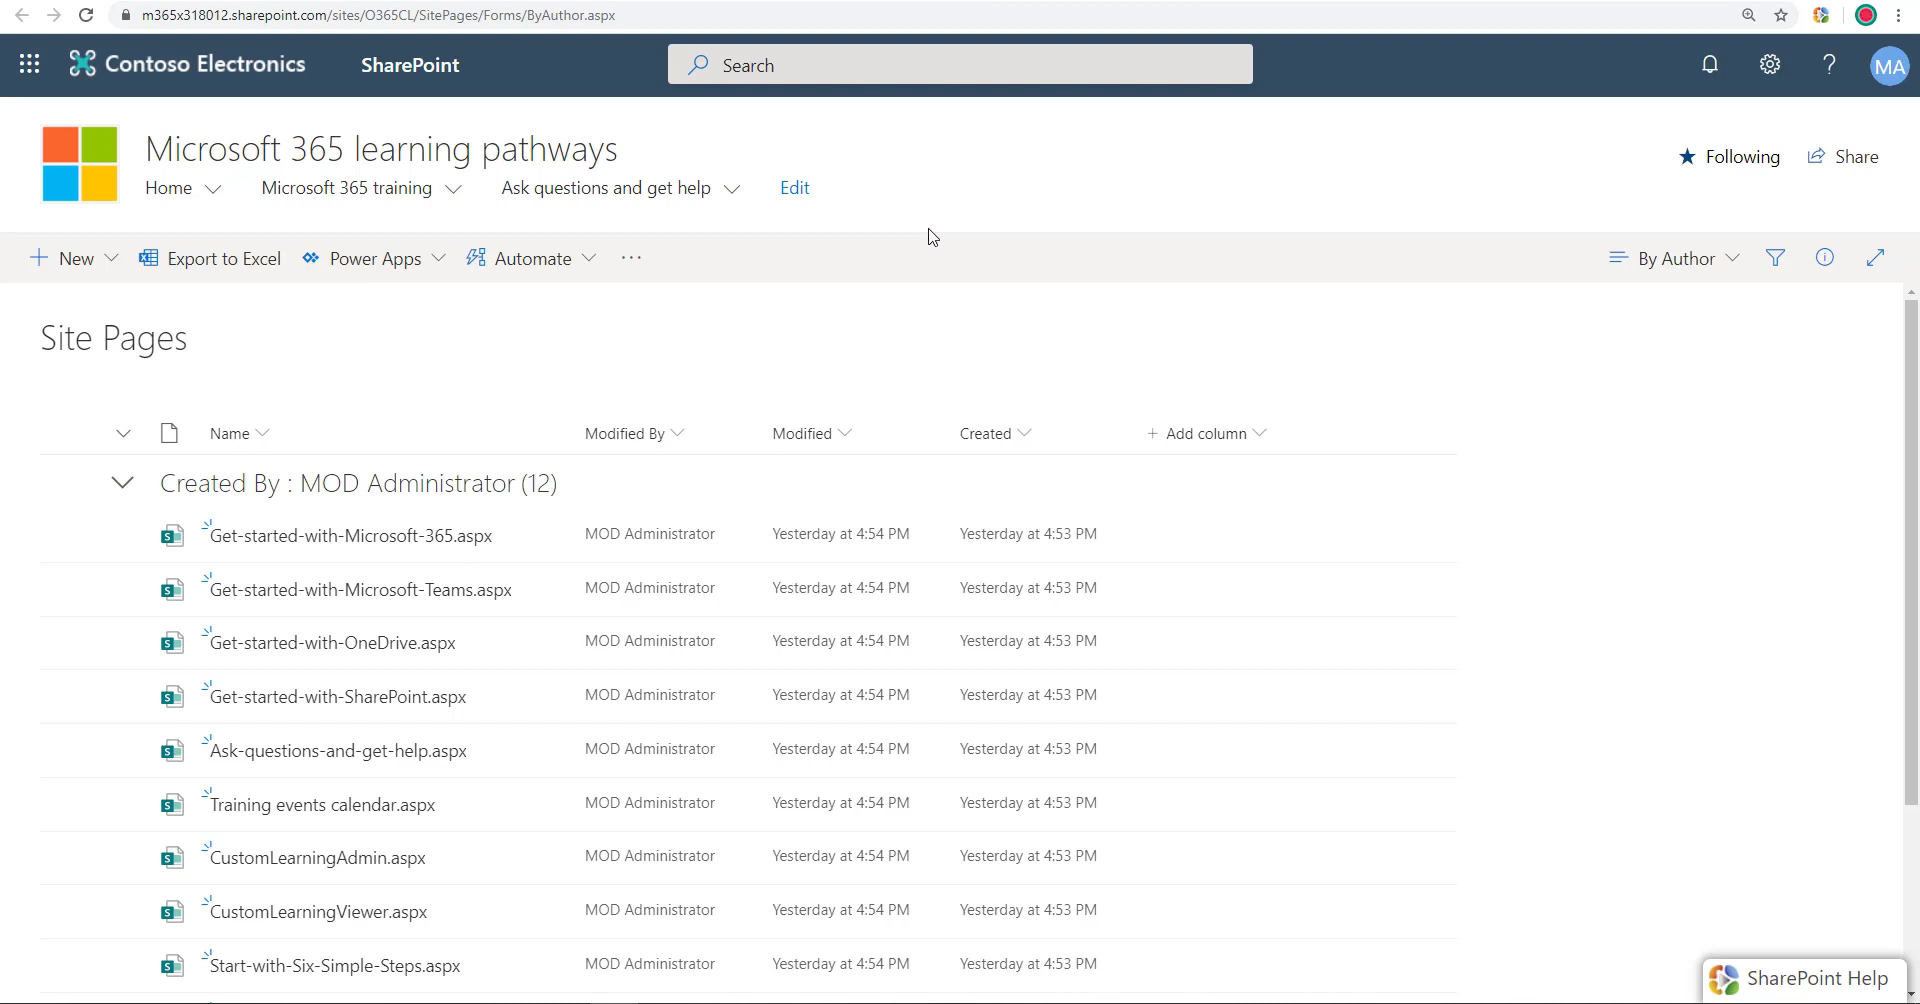 m365x318012.sharepoint.com/sites/O365CL/SitePages/Forms/ByAuthor.aspx
Contoso Electronics SharePoint Search ? MA
Microsoft 365 learning pathways
Following Share
Home Microsoft 365 training Ask questions and get help Edit
New Export to Excel Power Apps Automate ... By Author
Site Pages
Name Modified By Modified Created + Add column
Created By : MOD Administrator (12)
Get-started-with-Microsoft-365.aspx MOD Administrator Yesterday at 4:54 PM Yesterday at 4:53 PM
Get-started-with-Microsoft-Teams.aspx MOD Administrator Yesterday at 4:54 PM Yesterday at 4:53 PM
Get-started-with-OneDrive.aspx MOD Administrator Yesterday at 4:54 PM Yesterday at 4:53 PM
Get-started-with-SharePoint.aspx MOD Administrator Yesterday at 4:54 PM Yesterday at 4:53 PM
Ask-questions-and-get-help.aspx MOD Administrator Yesterday at 4:54 PM Yesterday at 4:53 PM
Training events calendar.aspx MOD Administrator Yesterday at 4:54 PM Yesterday at 4:53 PM
CustomLearningAdmin.aspx MOD Administrator Yesterday at 4:54 PM Yesterday at 4:53 PM
CustomLearningViewer.aspx MOD Administrator Yesterday at 4:54 PM Yesterday at 4:53 PM
Start-with-Six-Simple-Steps.aspx MOD Administrator Yesterday at 4:54 PM Yesterday at 4:53 PM
SharePoint Help